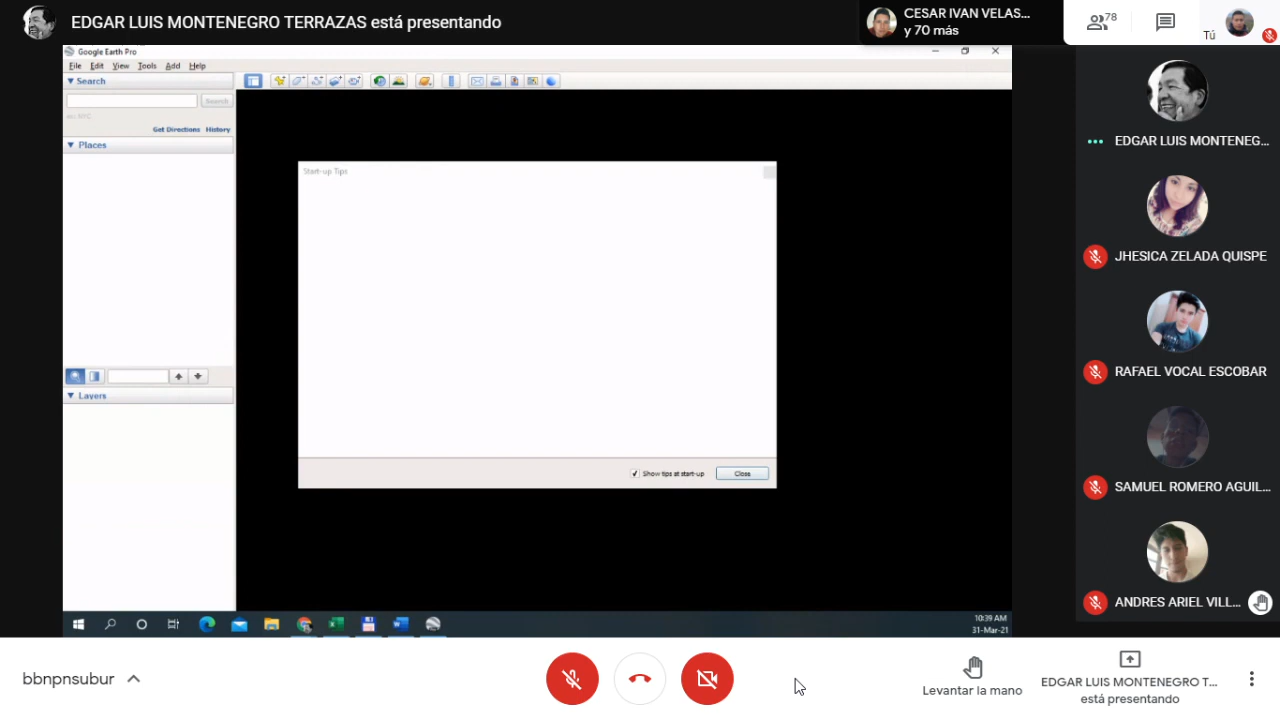 EDGAR LUIS MONTENEGRO TERRAZAS está presentando
CESAR IVAN VELAS...
y 70 más
78
Tú
Google Earth Pro
File Edit View Tools Add Help
Search
Search
ex: NYC
Get Directions History
Places
Layers
Start-up Tips
Show tips at start-up
Close
10:39 AM
31-Mar-21
EDGAR LUIS MONTENEG...
JHESICA ZELADA QUISPE
RAFAEL VOCAL ESCOBAR
SAMUEL ROMERO AGUIL...
ANDRES ARIEL VILL...
bbnpnsubur
Levantar la mano
EDGAR LUIS MONTENEGRO T...
está presentando